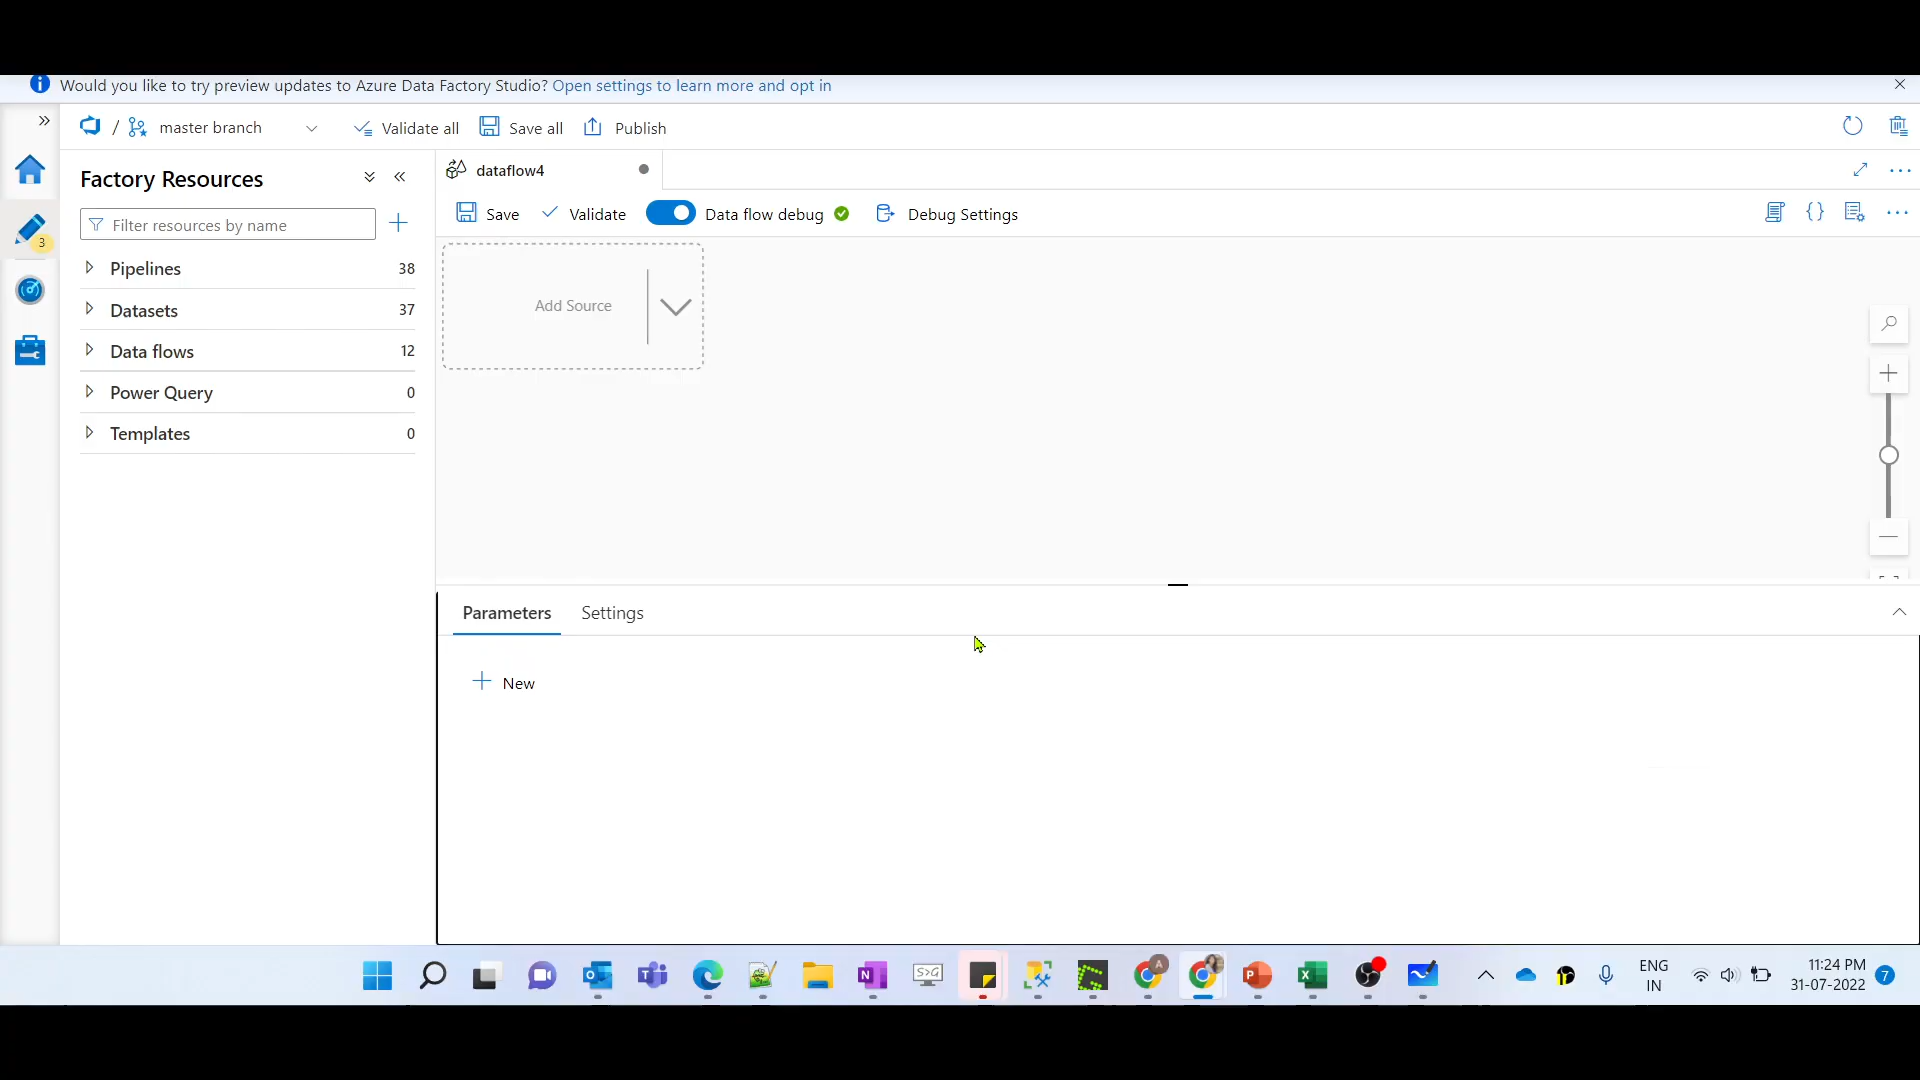 Would you like to try preview updates to Azure Data Factory Studio? Open settings to learn more and opt in
/ master branch
Validate all
Save all
Publish
Factory Resources
dataflow4
Filter resources by name
Save
Validate
Data flow debug
Debug Settings
3
Pipelines 38
Datasets 37
Data flows 12
Power Query 0
Templates 0
Add Source
Parameters
Settings
New
S>G
ENG
IN
11:24 PM
31-07-2022
7